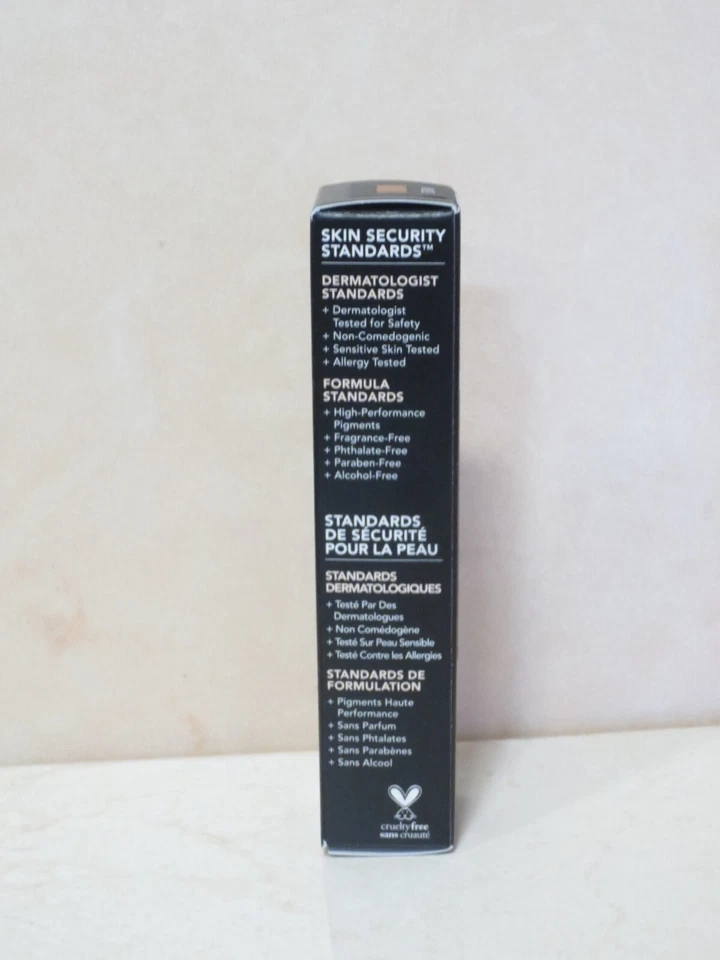 SKIN SECURITY
STANDARDS™
DERMATOLOGIST
STANDARDS
+ Dermatologist
Tested for Safety
+ Non-Comedogenic
+ Sensitive Skin Tested
+ Allergy Tested
FORMULA
STANDARDS
+ High-Performance
Pigments
+ Fragrance-Free
+ Phthalate-Free
+ Paraben-Free
+ Alcohol-Free
STANDARDS
DE SÉCURITÉ
POUR LA PEAU
STANDARDS
DERMATOLOGIQUES
+ Testé Par Des
Dermatologues
+ Non Comédogène
+ Testé Sur Peau Sensible
+ Testé Contre les Allergies
STANDARDS DE
FORMULATION
+ Pigments Haute
Performance
+ Sans Parfum
+ Sans Phtalates
+ Sans Parabènes
+ Sans Alcool
crueltyfree
sans cruauté